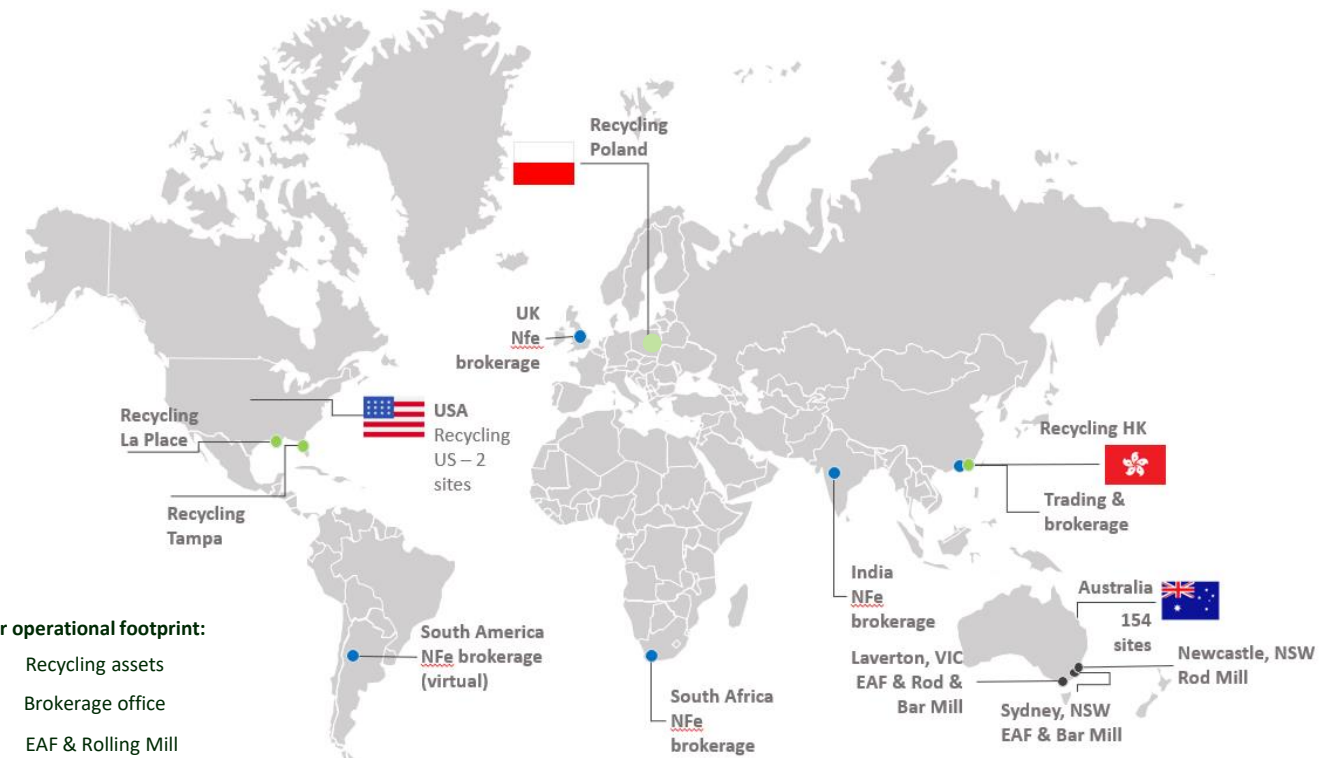 Recycling
Poland
UK
Nfe
brokerage
Recycling
La Place
USA
Recycling
US – 2
sites
Recycling
Tampa
Recycling HK
Trading &
brokerage
India
NFe
brokerage
Australia
154
sites
Laverton, VIC
EAF & Rod &
Bar Mill
Newcastle, NSW
Rod Mill
Sydney, NSW
EAF & Bar Mill
South America
NFe brokerage
(virtual)
South Africa
NFe
brokerage
r operational footprint:
Recycling assets
Brokerage office
EAF & Rolling Mill